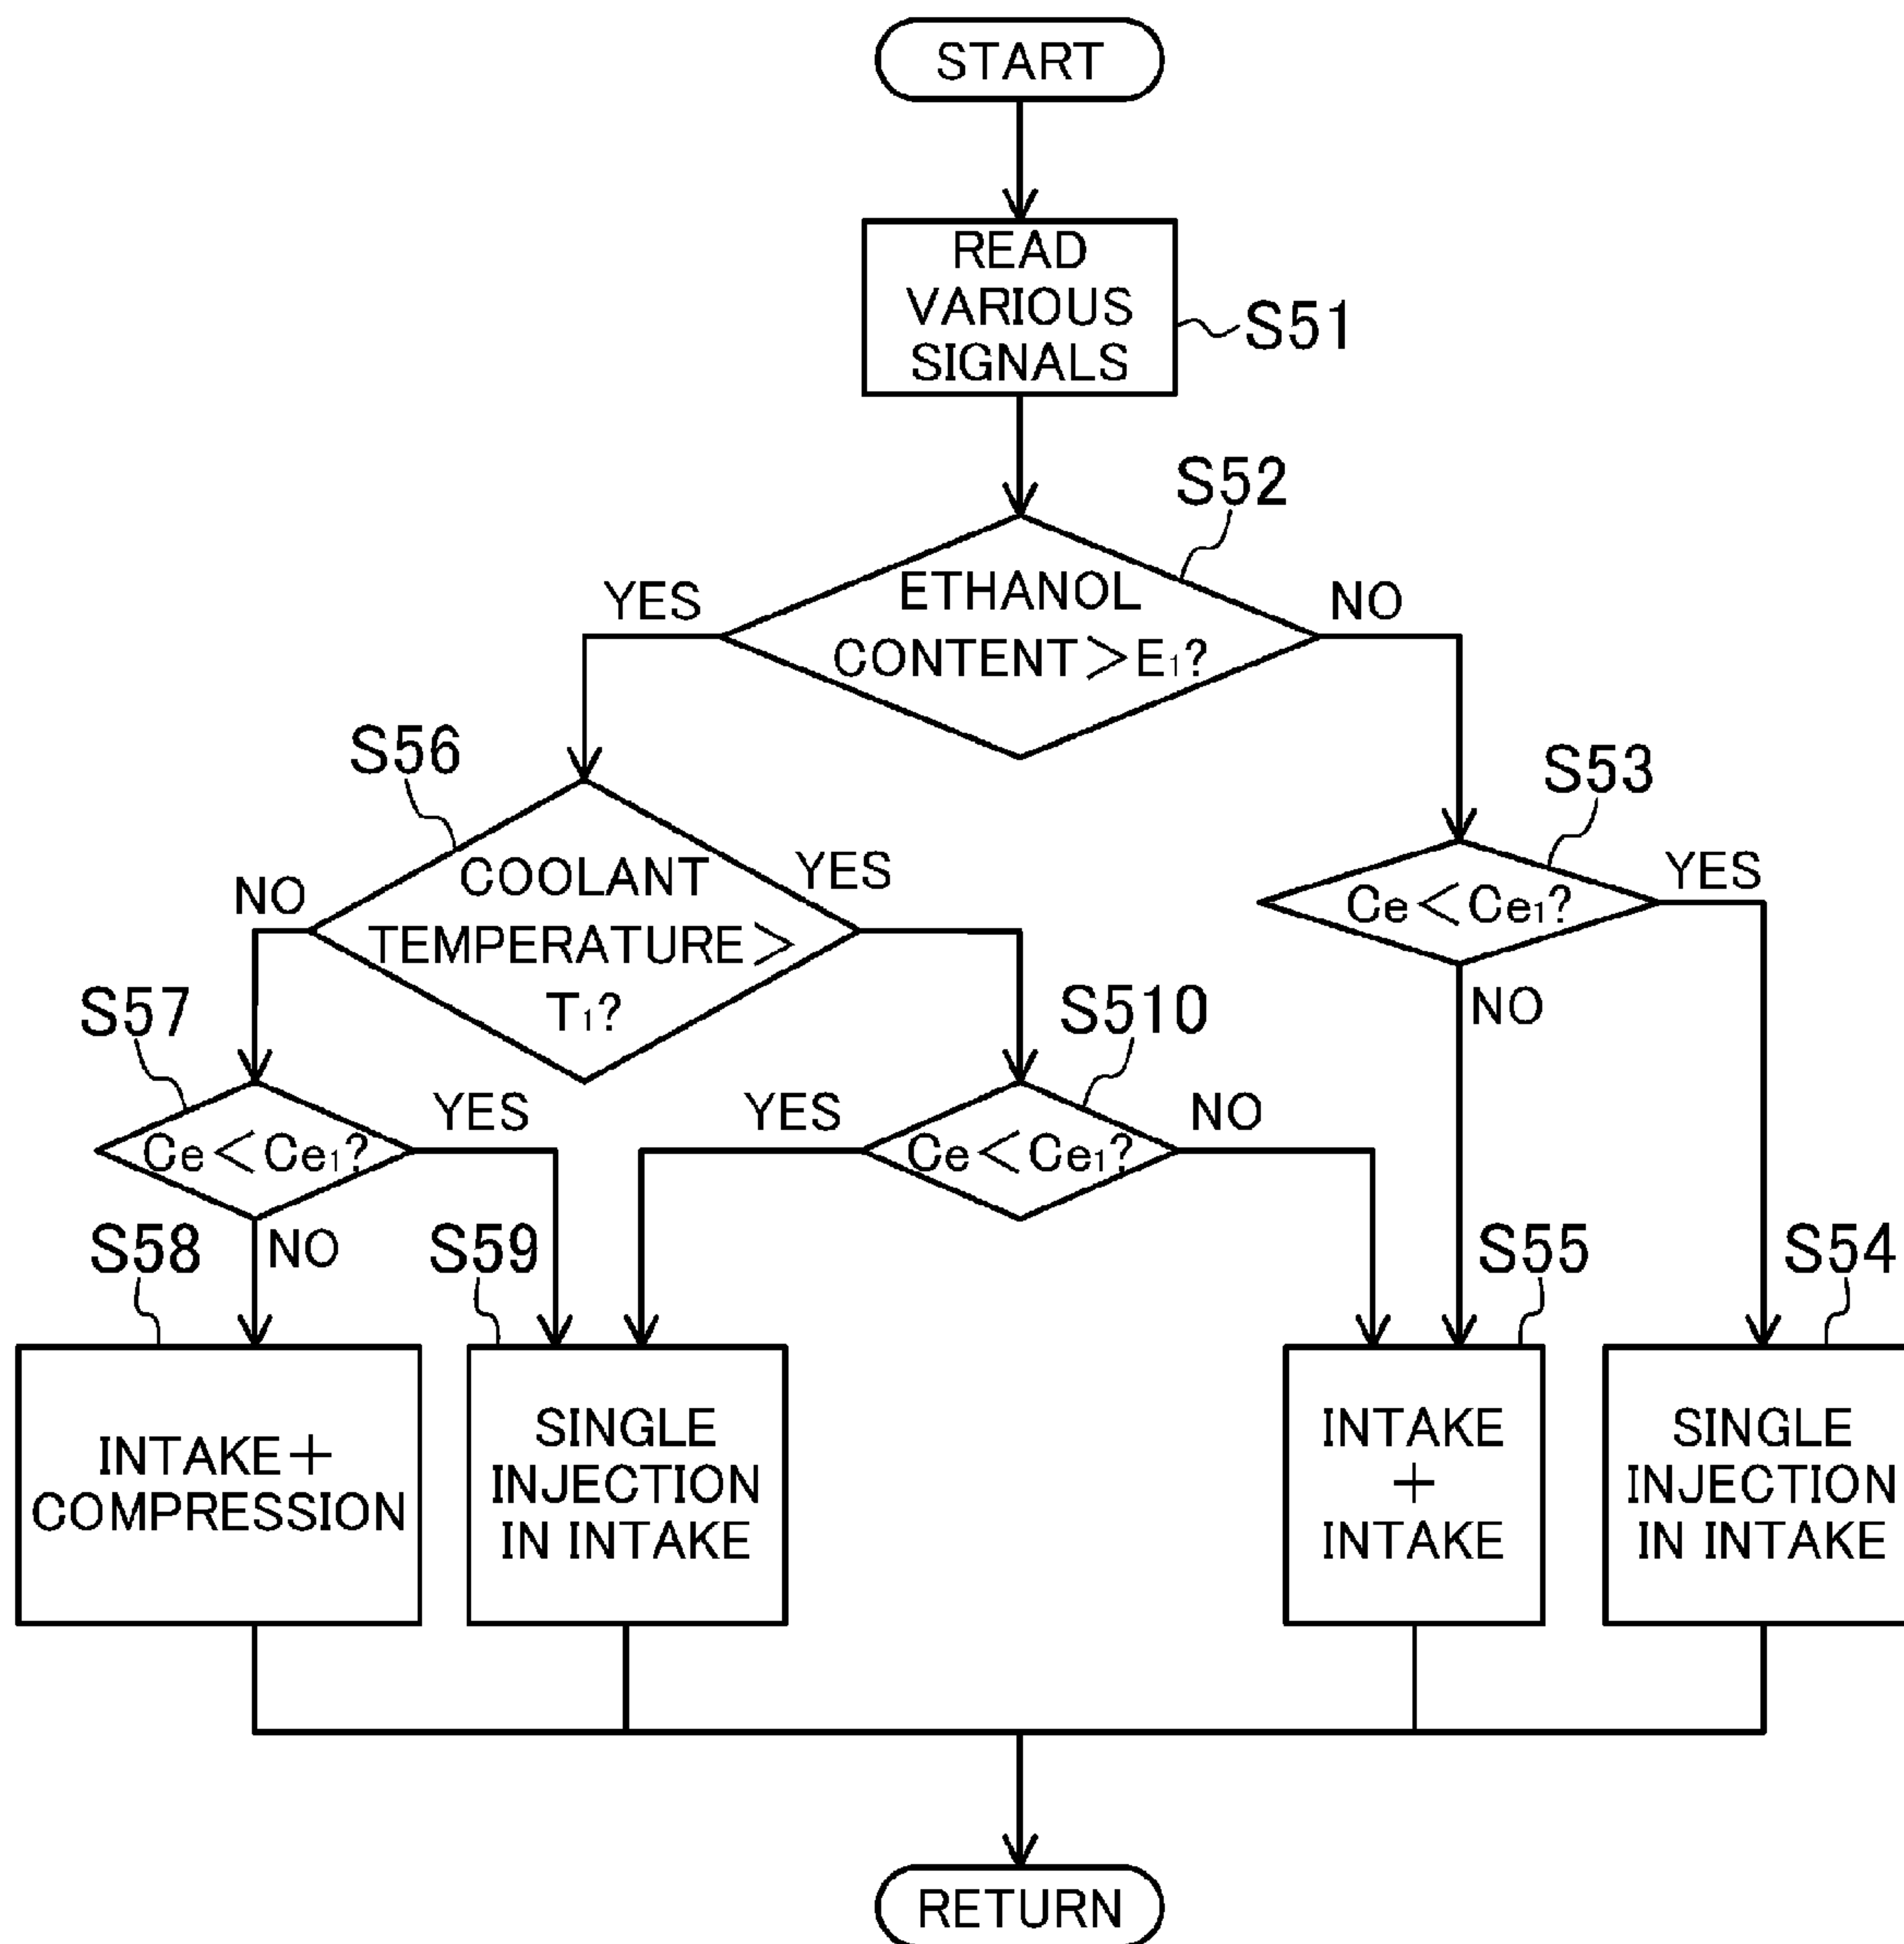 START
READ
VARIOUS
SIGNALS
S51
S52
ETHANOL
CONTENT＞E₁?
YES
NO
S56
COOLANT
TEMPERATURE＞
T₁?
NO
YES
S53
Ce＜Ce₁?
YES
NO
S57
Ce＜Ce₁?
YES
NO
S510
Ce＜Ce₁?
YES
NO
S58
INTAKE+
COMPRESSION
S59
SINGLE
INJECTION
IN INTAKE
S55
INTAKE
+
INTAKE
S54
SINGLE
INJECTION
IN INTAKE
RETURN